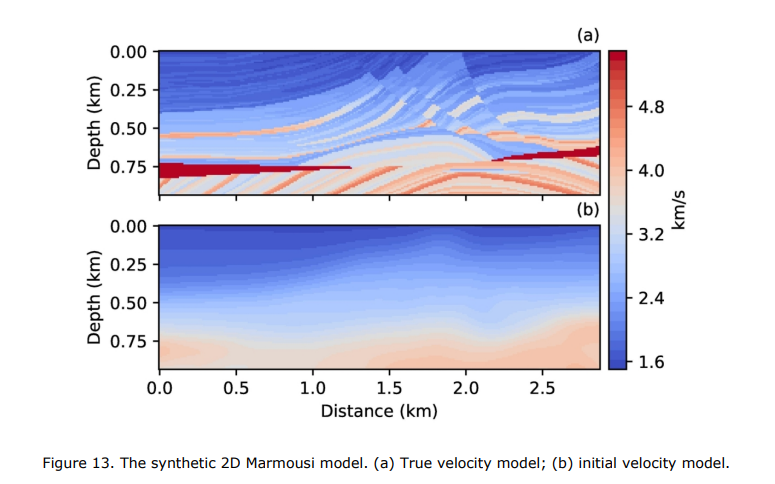 (a)
0.00
0.25
0.50
0.75
Depth (km)
(b)
0.00
0.25
0.50
0.75
Depth (km)
0.0 0.5 1.0 1.5 2.0 2.5
Distance (km)
4.8
4.0
3.2
2.4
1.6
km/s
Figure 13. The synthetic 2D Marmousi model. (a) True velocity model; (b) initial velocity model.